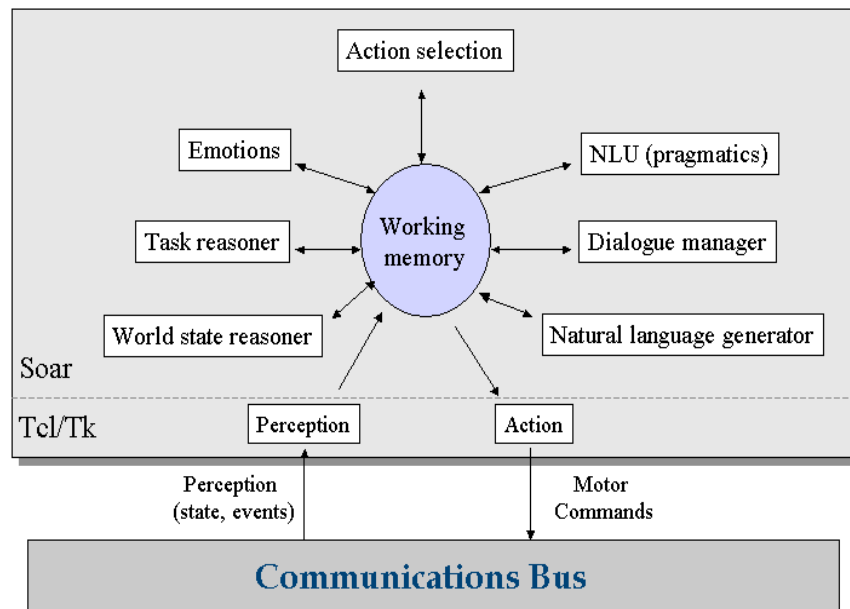 Action selection
Emotions
NLU (pragmatics)
Working
memory
Task reasoner
Dialogue manager
World state reasoner
Natural language generator
Soar
Tcl/Tk
Perception
Action
Perception
(state, events)
Motor
Commands
Communications Bus